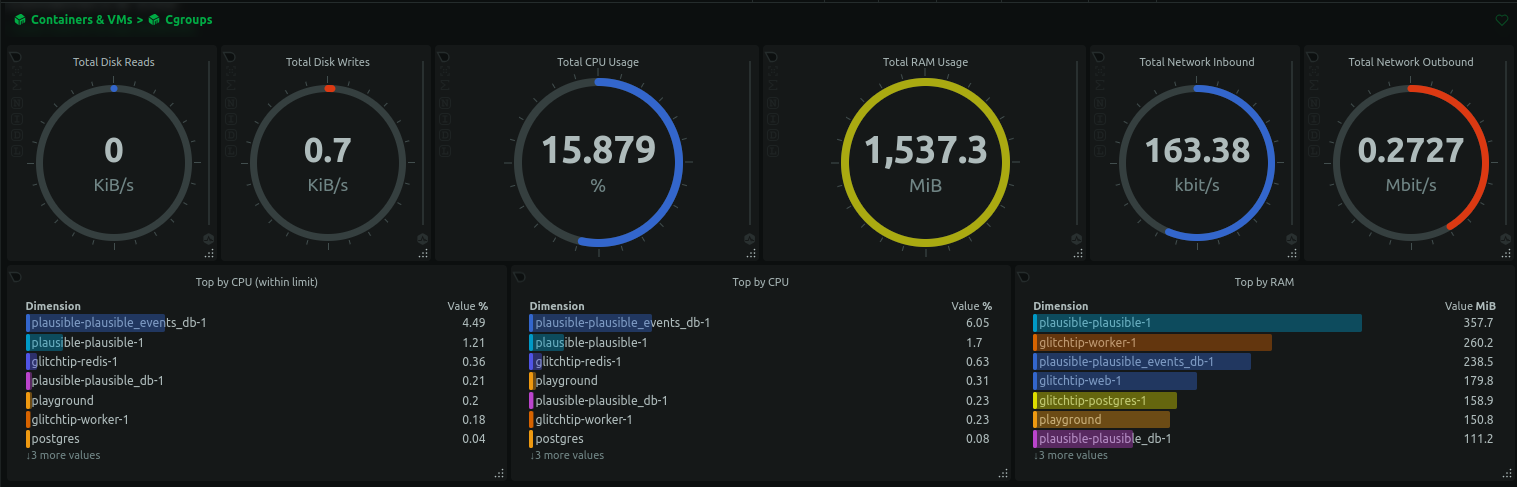 Containers & VMs > Cgroups
Total Disk Reads
0
KiB/s
Total Disk Writes
0.7
KiB/s
Total CPU Usage
15.879
%
Total RAM Usage
1,537.3
MiB
Total Network Inbound
163.38
kbit/s
Total Network Outbound
0.2727
Mbit/s
Top by CPU (within limit)
Dimension Value %
plausible-plausible_events_db-1 4.49
plausible-plausible-1 1.21
glitchtip-redis-1 0.36
plausible-plausible_db-1 0.21
playground 0.2
glitchtip-worker-1 0.18
postgres 0.04
↓3 more values
Top by CPU
Dimension Value %
plausible-plausible_events_db-1 6.05
plausible-plausible-1 1.7
glitchtip-redis-1 0.63
playground 0.31
plausible-plausible_db-1 0.23
glitchtip-worker-1 0.23
postgres 0.08
↓3 more values
Top by RAM
Dimension Value MiB
plausible-plausible-1 357.7
glitchtip-worker-1 260.2
plausible-plausible_events_db-1 238.5
glitchtip-web-1 179.8
glitchtip-postgres-1 158.9
playground 150.8
plausible-plausible_db-1 111.2
↓3 more values